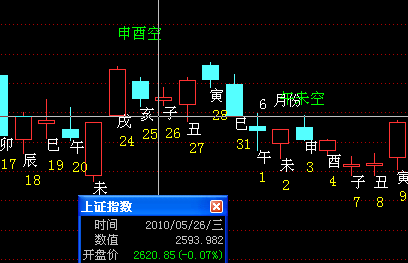 申酉空
午未空
6 月份
寅
28
亥
25
子
26
戌
24
丑
27
巳
31
卯
17
辰
18
巳
19
午
20
未
午
1
未
2
申
3
酉
4
子
7
丑
8
寅
9
上证指数
时间 2010/05/26/三
数值 2593.982
开盘价 2620.85(-0.07%)